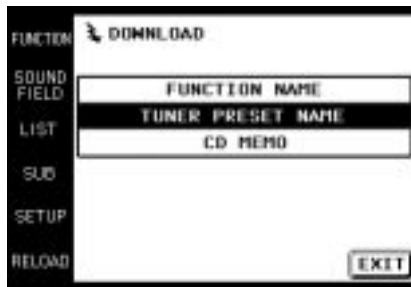 FUNCTION
SOUND
FIELD
LIST
SUB
SETUP
RELOAD
DOWNLOAD
FUNCTION NAME
TUNER PRESET NAME
CD MEMO
EXIT